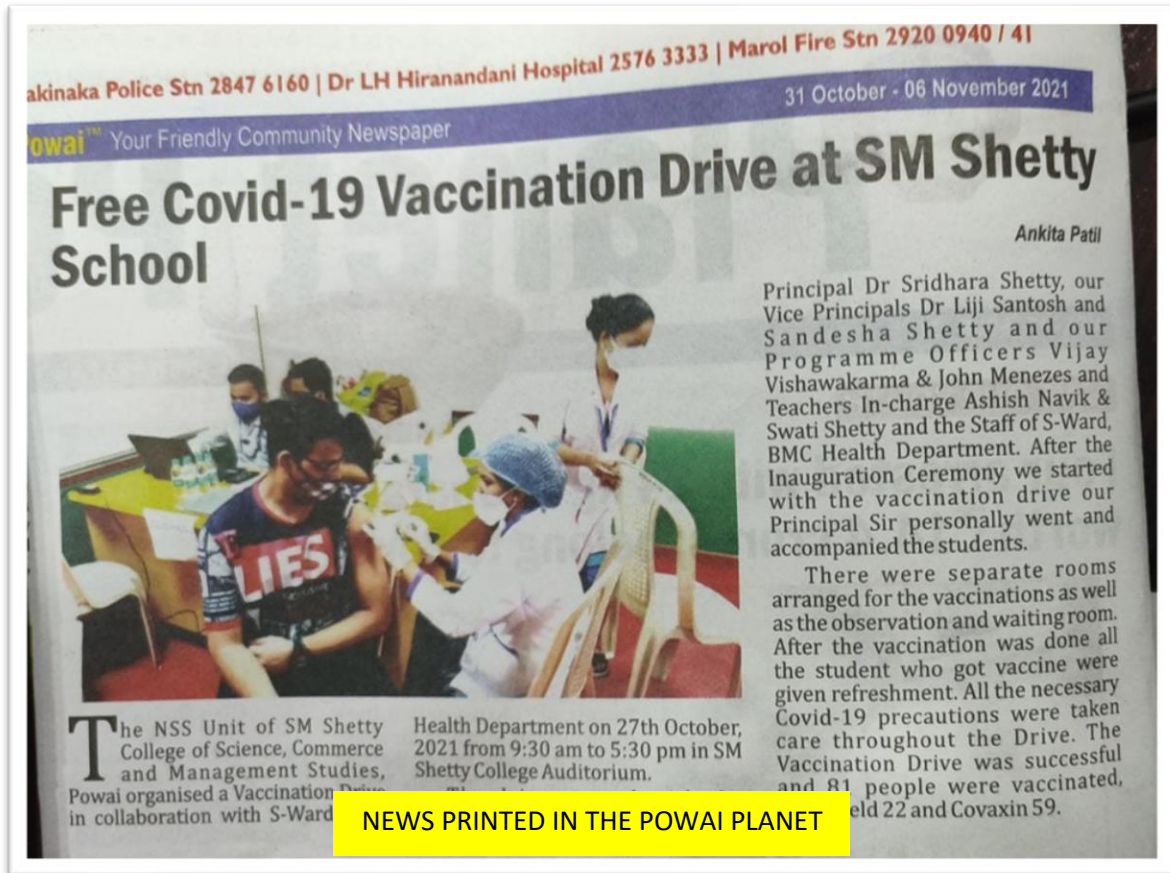 akinaka Police Stn 2847 6160 | Dr LH Hiranandani Hospital 2576 3333 | Marol Fire Stn 2920 0940 / 41
owai™ Your Friendly Community Newspaper
31 October - 06 November 2021
Free Covid-19 Vaccination Drive at SM Shetty
School
Ankita Patil
LIES
The NSS Unit of SM Shetty
College of Science, Commerce
and Management Studies,
Powai organised a Vaccination Drive
in collaboration with S-Ward
Health Department on 27th October,
2021 from 9:30 am to 5:30 pm in SM
Shetty College Auditorium.
Principal Dr Sridhara Shetty, our
Vice Principals Dr Liji Santosh and
Sandesha Shetty and our
Programme Officers Vijay
Vishawakarma & John Menezes and
Teachers In-charge Ashish Navik &
Swati Shetty and the Staff of S-Ward,
BMC Health Department. After the
Inauguration Ceremony we started
with the vaccination drive our
Principal Sir personally went and
accompanied the students.
There were separate rooms
arranged for the vaccinations as well
as the observation and waiting room.
After the vaccination was done all
the student who got vaccine were
given refreshment. All the necessary
Covid-19 precautions were taken
care throughout the Drive. The
Vaccination Drive was successful
and 81 people were vaccinated,
eld 22 and Covaxin 59.
NEWS PRINTED IN THE POWAI PLANET